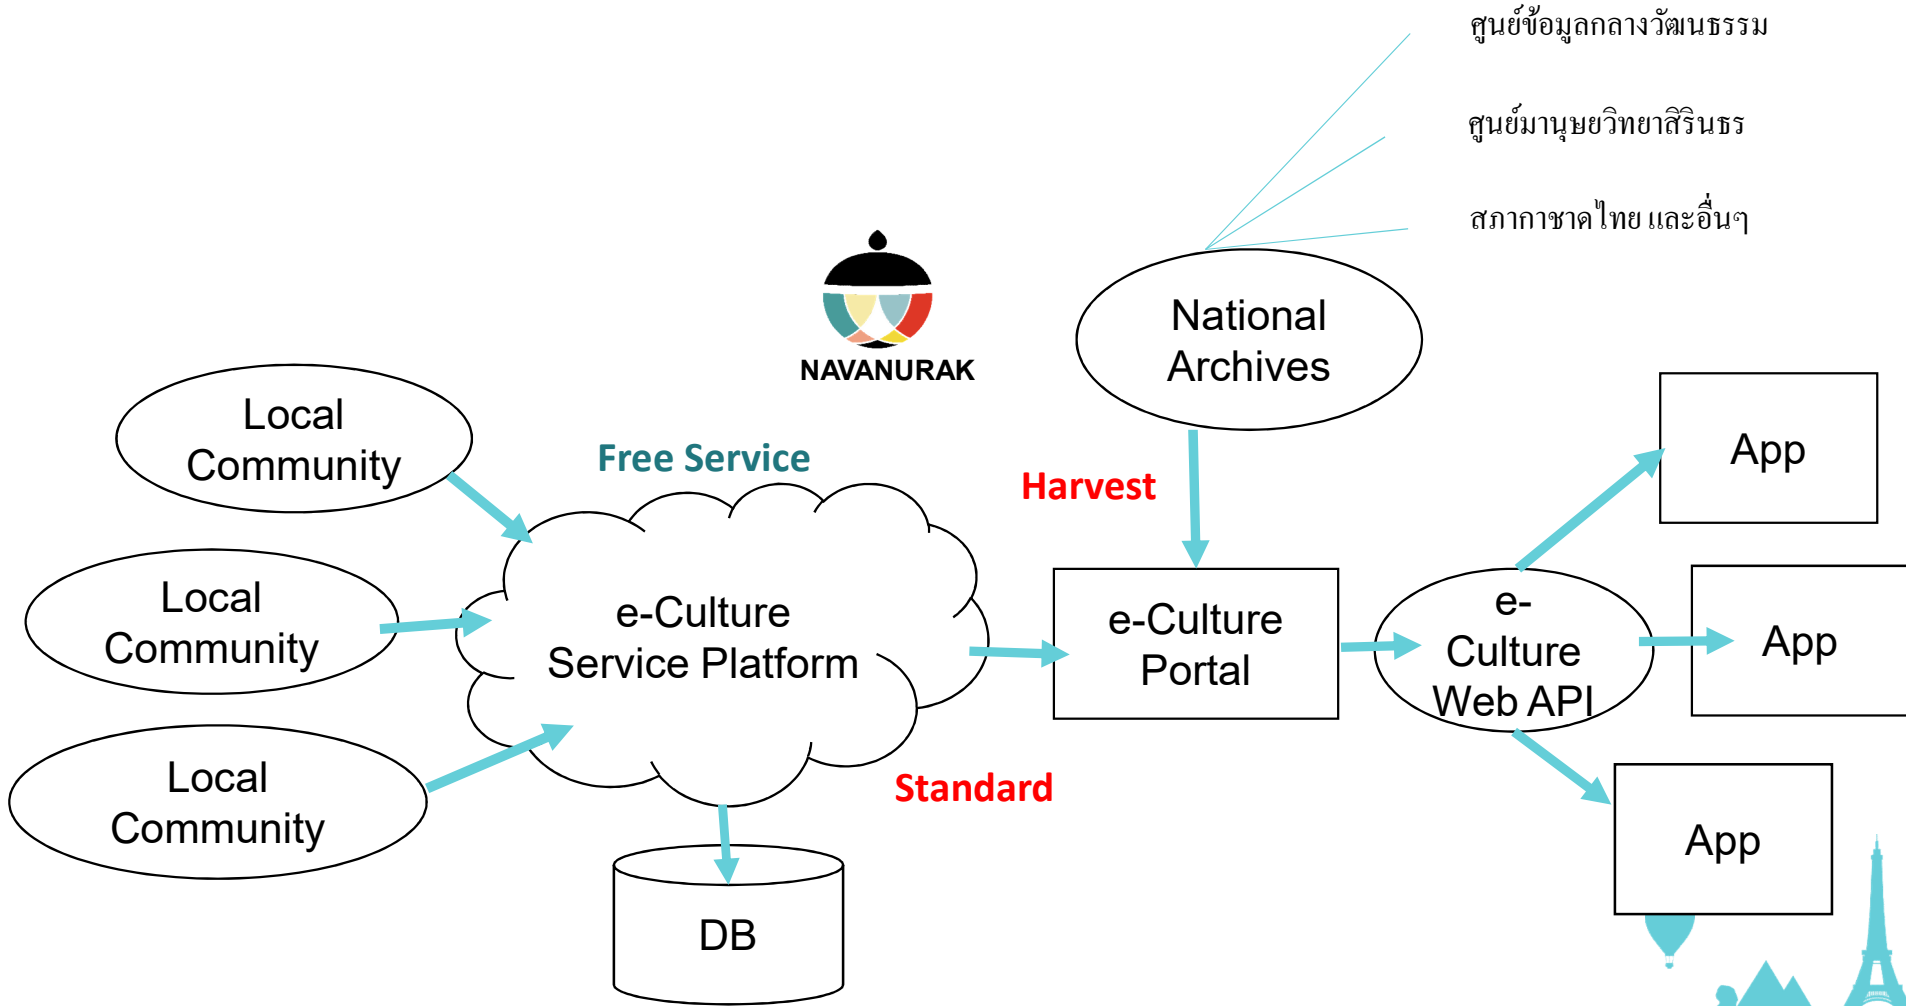 ศูนย์ข้อมูลกลางวัฒนธรรม
ศูนย์มานุษยวิทยาสิรินธร
สภากาชาดไทย และอื่นๆ
NAVANURAK
National
Archives
Local
Community
Free Service
Harvest
App
Local
Community
e-Culture
Service Platform
e-Culture
Portal
e-
Culture
Web API
App
Local
Community
Standard
App
DB